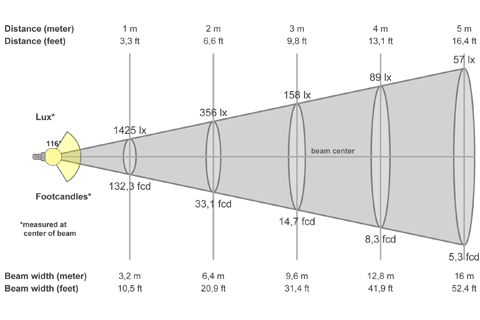 Distance (meter) 1 m 2 m 3 m 4 m 5 m
Distance (feet) 3,3 ft 6,6 ft 9,8 ft 13,1 ft 16,4 ft
57 lx
89 lx
158 lx
356 lx
Lux*
1425 lx
116°
beam center
132,3 fcd
Footcandles*
33,1 fcd
14,7 fcd
*measured at
center of beam
8,3 fcd
5,3 fcd
Beam width (meter) 3,2 m 6,4 m 9,6 m 12,8 m 16 m
Beam width (feet) 10,5 ft 20,9 ft 31,4 ft 41,9 ft 52,4 ft